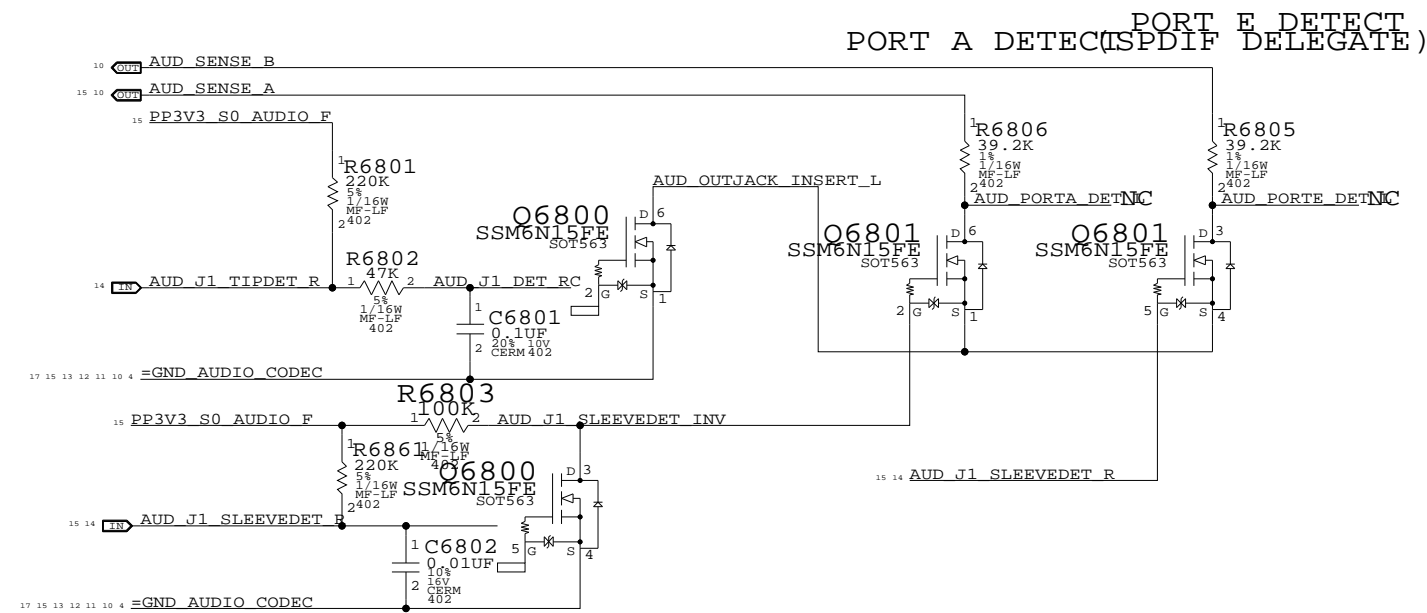 PORT E DETECT
PORT A DETECT
(SPDIF DELEGATE)
10 OUT AUD_SENSE_B
15 10 OUT AUD_SENSE_A
15 PP3V3_S0_AUDIO_F
1
R6801
220K
5%
1/16W
MF-LF
402
2
1
R6806
39.2K
1%
1/16W
MF-LF
402
2
1
R6805
39.2K
1%
1/16W
MF-LF
402
2
AUD_OUTJACK_INSERT_L
AUD_PORTA_DET_L
NC
AUD_PORTE_DET_L
NC
Q6800
SSM6N15FE
SOT563
D 6
2 G S 1
Q6801
SSM6N15FE
SOT563
D 6
2 G S 1
Q6801
SSM6N15FE
SOT563
D 3
5 G S 4
14 IN AUD_J1_TIPDET_R
R6802
1 47K 2
5%
1/16W
MF-LF
402
AUD_J1_DET_RC
1
C6801
0.1UF
20% 10V
CERM 402
2
17 15 13 12 11 10 4 =GND_AUDIO_CODEC
15 PP3V3_S0_AUDIO_F
R6803
1 100K 2
5%
1/16W
MF-LF
402
AUD_J1_SLEEVEDET_INV
1
R6861
220K
5%
1/16W
MF-LF
402
2
Q6800
SSM6N15FE
SOT563
D 3
5 G S 4
15 14 AUD_J1_SLEEVEDET_R
15 14 IN AUD_J1_SLEEVEDET_R
1
C6802
0.01UF
10%
16V
CERM
402
2
17 15 13 12 11 10 4 =GND_AUDIO_CODEC